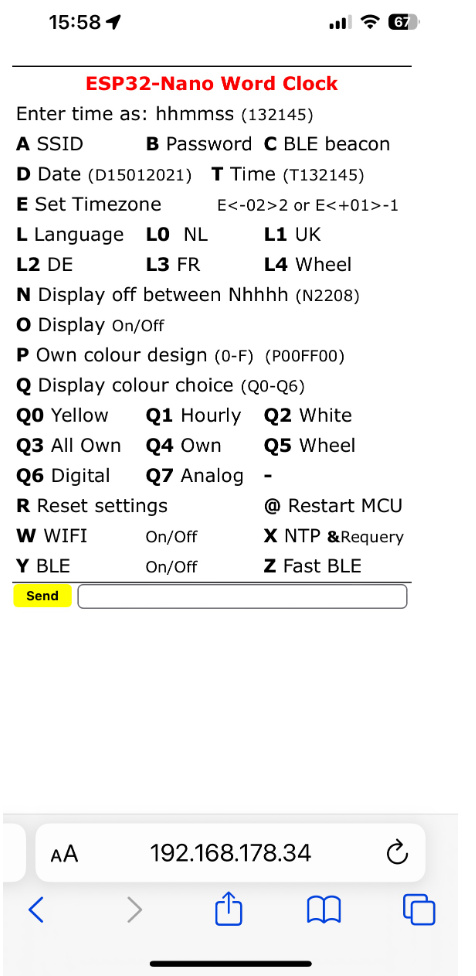 15:58 67
ESP32-Nano Word Clock
Enter time as: hhmmss (132145)
A SSID B Password C BLE beacon
D Date (D15012021) T Time (T132145)
E Set Timezone E<-02>2 or E<+01>-1
L Language L0 NL L1 UK
L2 DE L3 FR L4 Wheel
N Display off between Nhhhh (N2208)
O Display On/Off
P Own colour design (0-F) (P00FF00)
Q Display colour choice (Q0-Q6)
Q0 Yellow Q1 Hourly Q2 White
Q3 All Own Q4 Own Q5 Wheel
Q6 Digital Q7 Analog -
R Reset settings @ Restart MCU
W WIFI On/Off X NTP &Requery
Y BLE On/Off Z Fast BLE
Send
AA 192.168.178.34